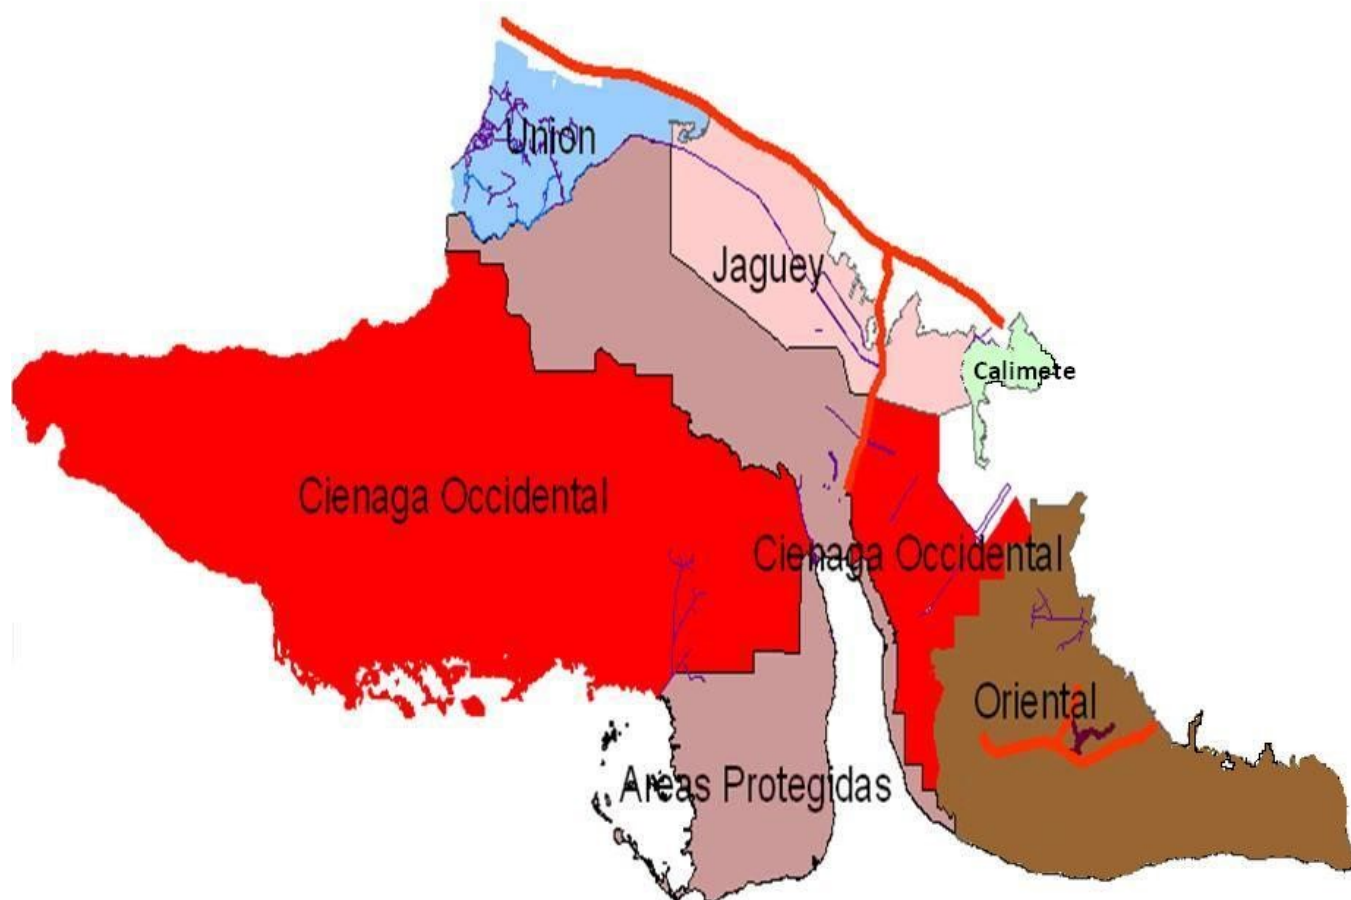 Union
Jaguey
Calimete
Cienaga Occidental
Cienaga Occidental
Oriental
Areas Protegidas